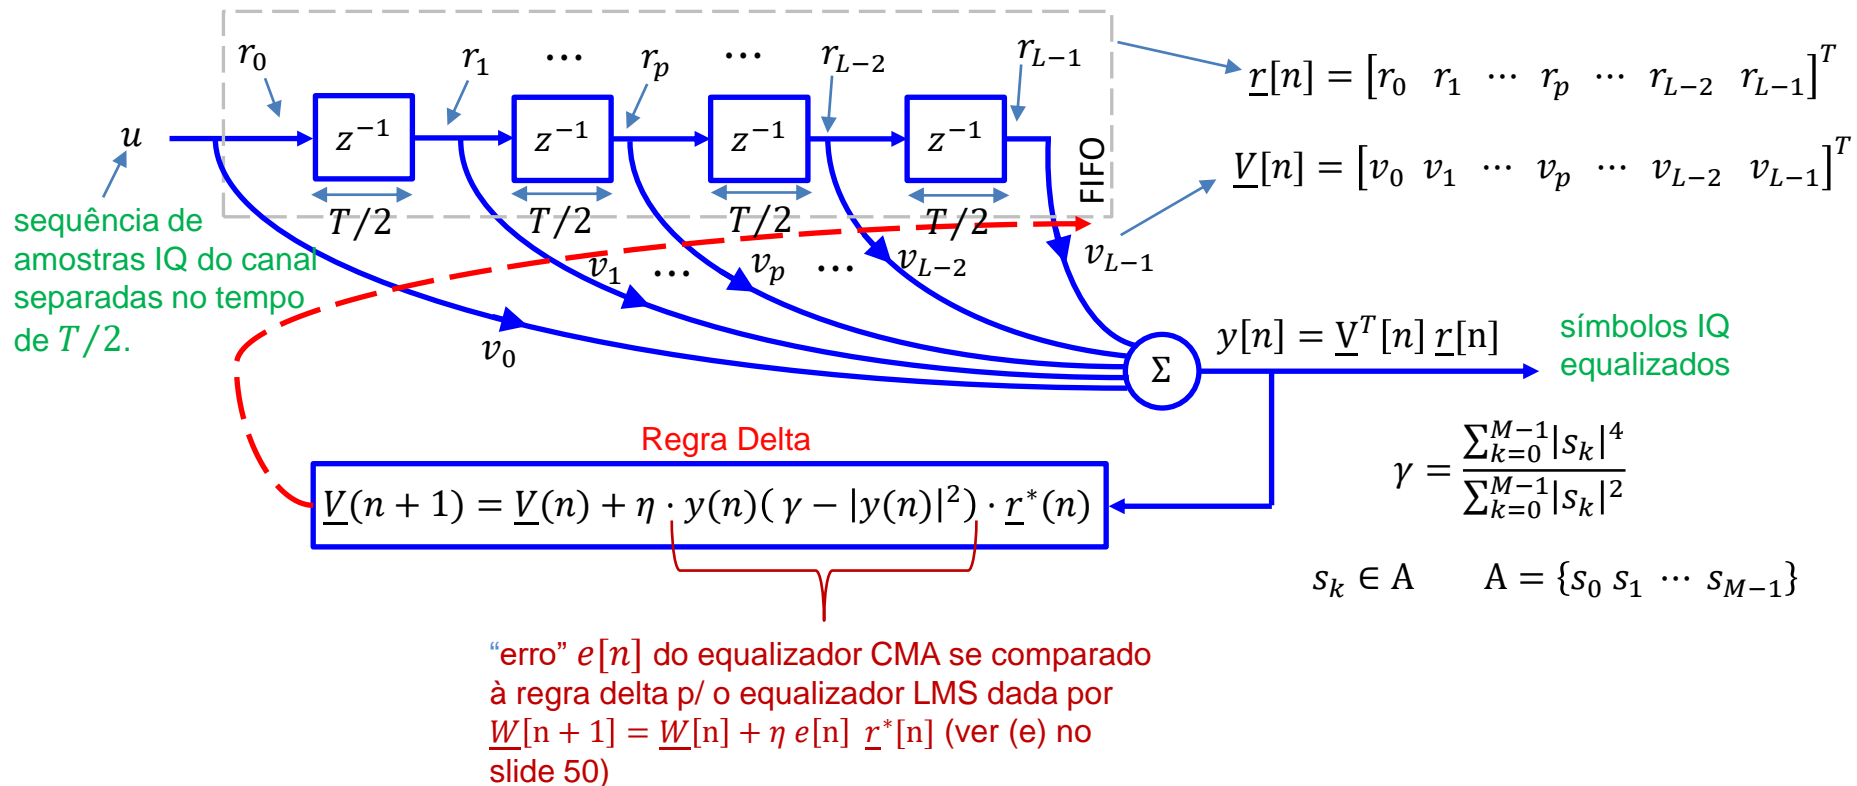 r_0 r_1 ⋯ r_p ⋯ r_{L−2} r_{L−1}
u z^{−1} z^{−1} z^{−1} z^{−1}
T/2 T/2 T/2 T/2
FIFO
r[n] = [r_0 r_1 ⋯ r_p ⋯ r_{L−2} r_{L−1}]^T
V[n] = [v_0 v_1 ⋯ v_p ⋯ v_{L−2} v_{L−1}]^T
sequência de
amostras IQ do canal
separadas no tempo
de T/2.
v_0 v_1 ⋯ v_p ⋯ v_{L−2} v_{L−1}
Σ
y[n] = V^T[n] r[n]
símbolos IQ
equalizados
Regra Delta
V(n + 1) = V(n) + η · y(n)( γ − |y(n)|^2) · r^*(n)
γ = \frac{∑_{k=0}^{M−1}|s_k|^4}{∑_{k=0}^{M−1}|s_k|^2}
s_k ∈ A A = {s_0 s_1 ⋯ s_{M−1}}
“erro” e[n] do equalizador CMA se comparado
à regra delta p/ o equalizador LMS dada por
W[n + 1] = W[n] + η e[n] r^*[n] (ver (e) no
slide 50)